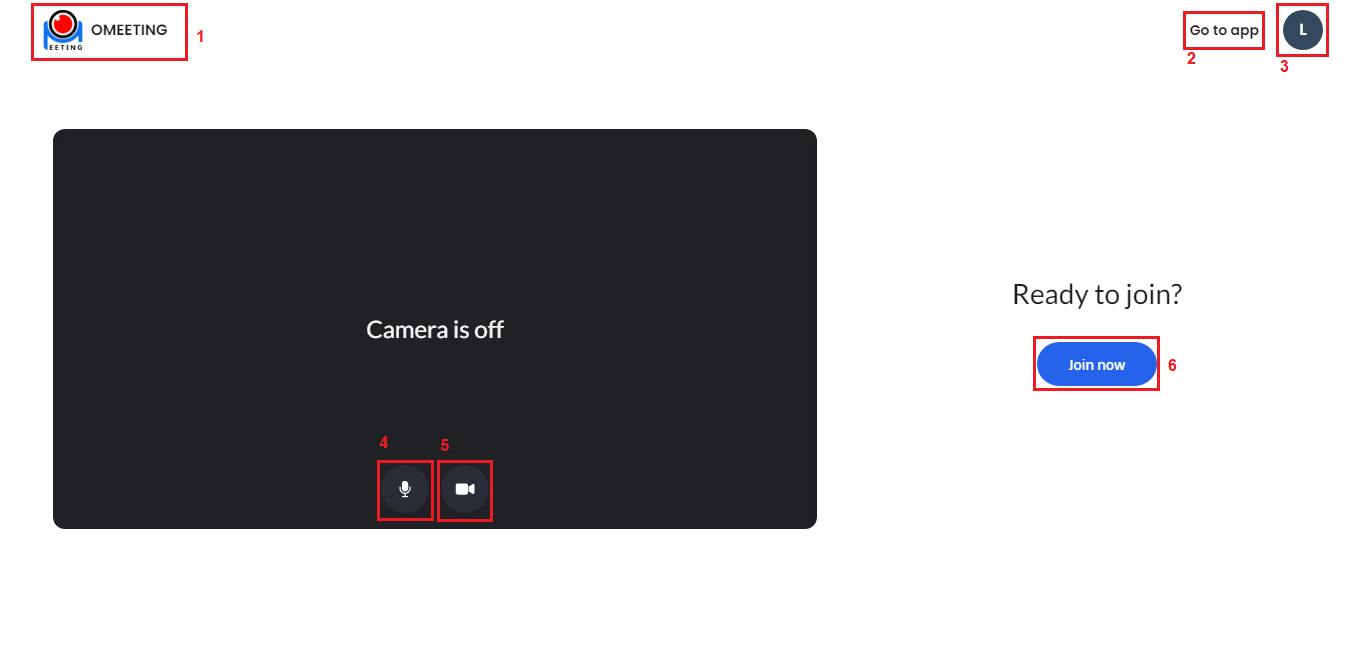 OMEETING
EETING
1
Go to app
2
L
3
Camera is off
Ready to join?
Join now
6
4
5